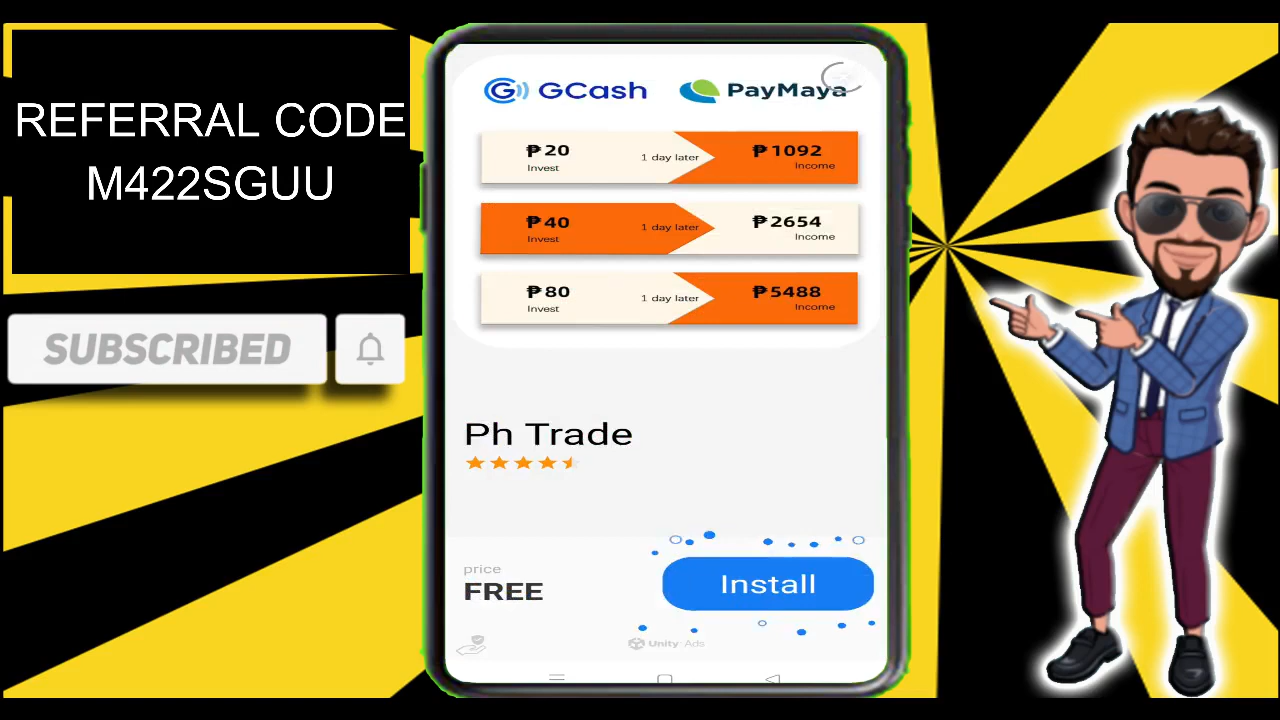 REFERRAL CODE
M422SGUU
SUBSCRIBED
GCash PayMaya
₱20 1 day later ₱1092
Invest Income
₱40 1 day later ₱2654
Invest Income
₱80 1 day later ₱5488
Invest Income
Ph Trade
price
FREE
Install
Unity Ads